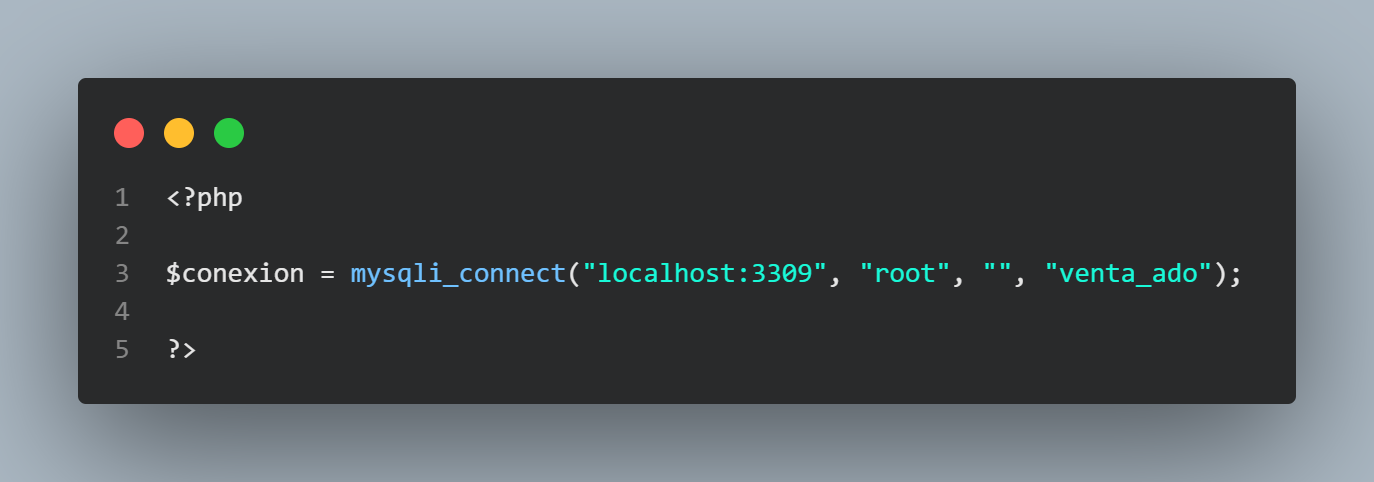 1 <?php
2
3 $conexion = mysqli_connect("localhost:3309", "root", "", "venta_ado");
4
5 ?>